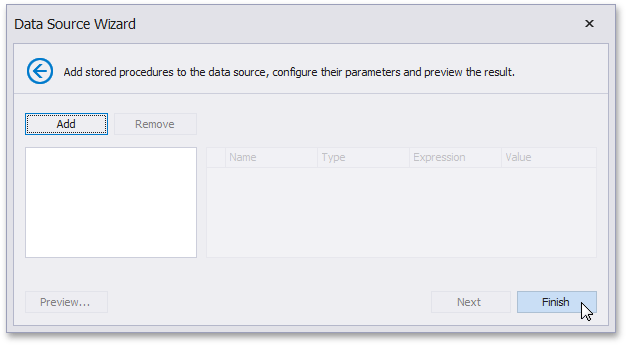 Data Source Wizard
Add stored procedures to the data source, configure their parameters and preview the result.
Add Remove
Name Type Expression Value
Preview... Next Finish